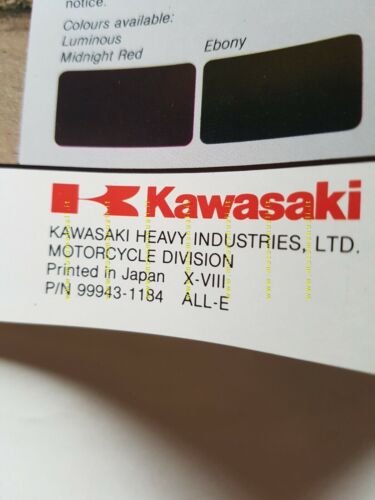 notice.
Colours available:
Luminous
Midnight Red
Ebony
Kawasaki
KAWASAKI HEAVY INDUSTRIES, LTD.
MOTORCYCLE DIVISION
Printed in Japan X-VIII
P/N 99943-1184 ALL-E